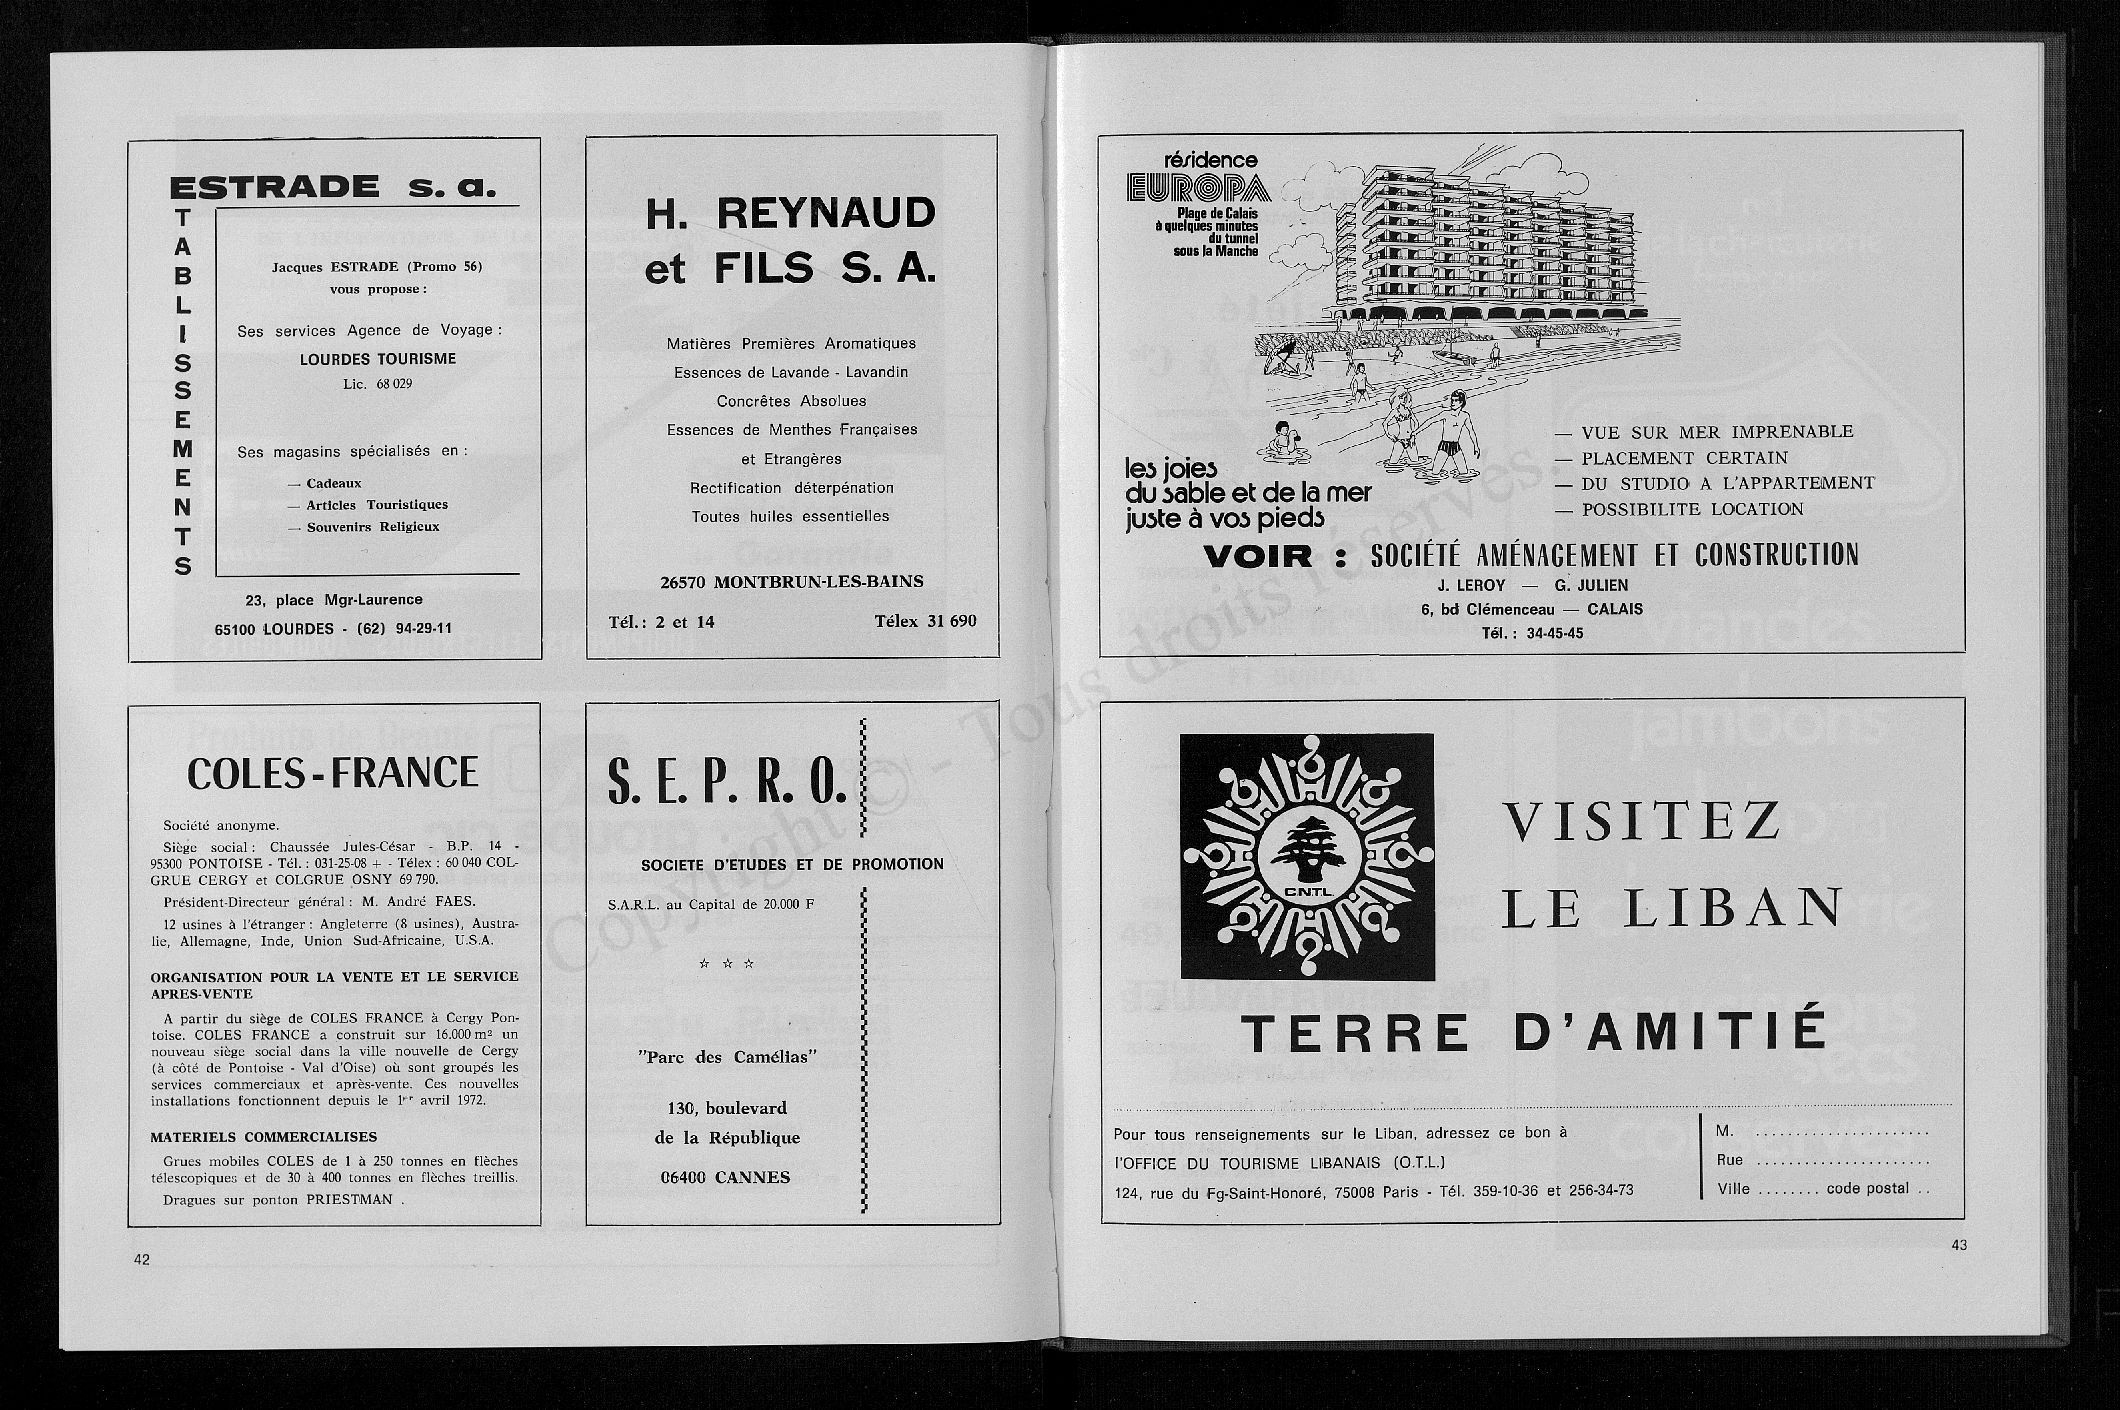 ESTRADE s. a.
TABLISSEMENTS
Jacques ESTRADE (Promo 56)
vous propose :
Ses services Agence de Voyage :
LOURDES TOURISME
Lic. 68 029
Ses magasins spécialisés en :
— Cadeaux
— Articles Touristiques
— Souvenirs Religieux
23, place Mgr-Laurence
65100 LOURDES - (62) 94-29-11
H. REYNAUD
et FILS S. A.
Matières Premières Aromatiques
Essences de Lavande - Lavandin
Concrêtes Absolues
Essences de Menthes Françaises
et Etrangères
Rectification déterpénation
Toutes huiles essentielles
26570 MONTBRUN-LES-BAINS
Tél. : 2 et 14 Télex 31 690
COLES-FRANCE
Société anonyme.
Siège social : Chaussée Jules-César - B.P. 14 -
95300 PONTOISE - Tél. : 031-25-08 + - Télex : 60 040 COL-
GRUE CERGY et COLGRUE OSNY 69 790.
Président-Directeur général : M. André FAES.
12 usines à l'étranger : Angleterre (8 usines), Austra-
lie, Allemagne, Inde, Union Sud-Africaine, U.S.A.
ORGANISATION POUR LA VENTE ET LE SERVICE
APRES-VENTE
A partir du siège de COLES FRANCE à Cergy Pon-
toise. COLES FRANCE a construit sur 16.000 m² un
nouveau siège social dans la ville nouvelle de Cergy
(à côté de Pontoise - Val d'Oise) où sont groupés les
services commerciaux et après-vente. Ces nouvelles
installations fonctionnent depuis le 1er avril 1972.
MATERIELS COMMERCIALISES
Grues mobiles COLES de 1 à 250 tonnes en flèches
télescopiques et de 30 à 400 tonnes en flèches treillis.
Dragues sur ponton PRIESTMAN .
S. E. P. R. O.
SOCIETE D'ETUDES ET DE PROMOTION
S.A.R.L. au Capital de 20.000 F
☆ ☆ ☆
"Parc des Camélias"
130, boulevard
de la République
06400 CANNES
42
résidence
EUROPA
Plage de Calais
à quelques minutes
du tunnel
sous la Manche
les joies
du sable et de la mer
juste à vos pieds
— VUE SUR MER IMPRENABLE
— PLACEMENT CERTAIN
— DU STUDIO A L'APPARTEMENT
— POSSIBILITE LOCATION
VOIR : SOCIÉTÉ AMÉNAGEMENT ET CONSTRUCTION
J. LEROY — G. JULIEN
6, bd Clémenceau — CALAIS
Tél. : 34-45-45
C.N.T.L.
VISITEZ
LE LIBAN
TERRE D'AMITIÉ
Pour tous renseignements sur le Liban, adressez ce bon à
l'OFFICE DU TOURISME LIBANAIS (O.T.L.)
124, rue du Fg-Saint-Honoré, 75008 Paris - Tél. 359-10-36 et 256-34-73
M. ......................
Rue ......................
Ville ........ code postal ..
43
Copyright © - Tous droits réservés.